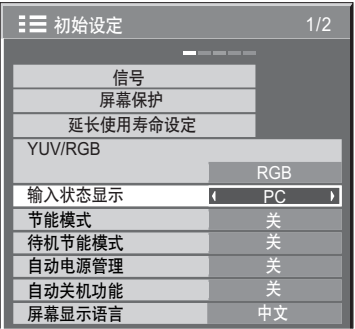 初始设定 1/2
信号
屏幕保护
延长使用寿命设定
YUV/RGB
RGB
输入状态显示 PC
节能模式 关
待机节能模式 关
自动电源管理 关
自动关机功能 关
屏幕显示语言 中文